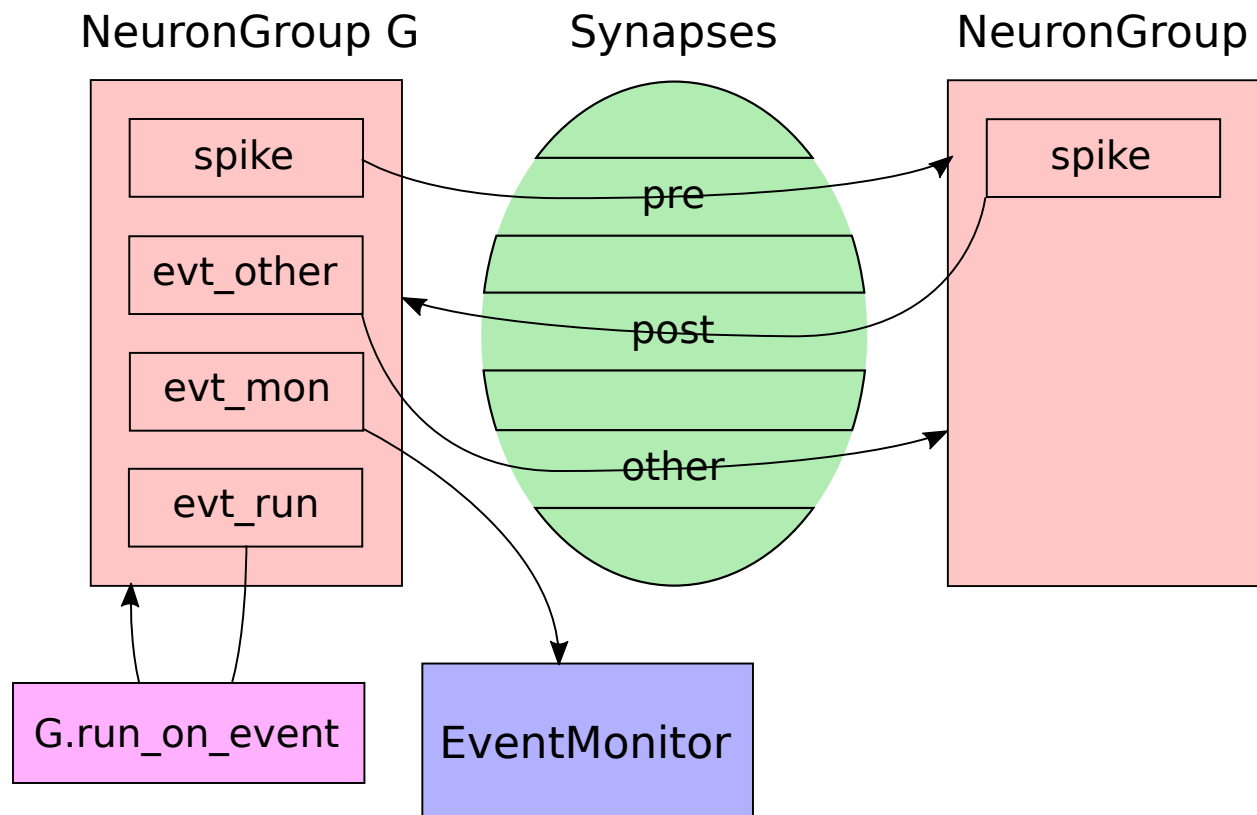 NeuronGroup G
Synapses
NeuronGroup
spike
pre
spike
evt_other
post
evt_mon
other
evt_run
G.run_on_event
EventMonitor